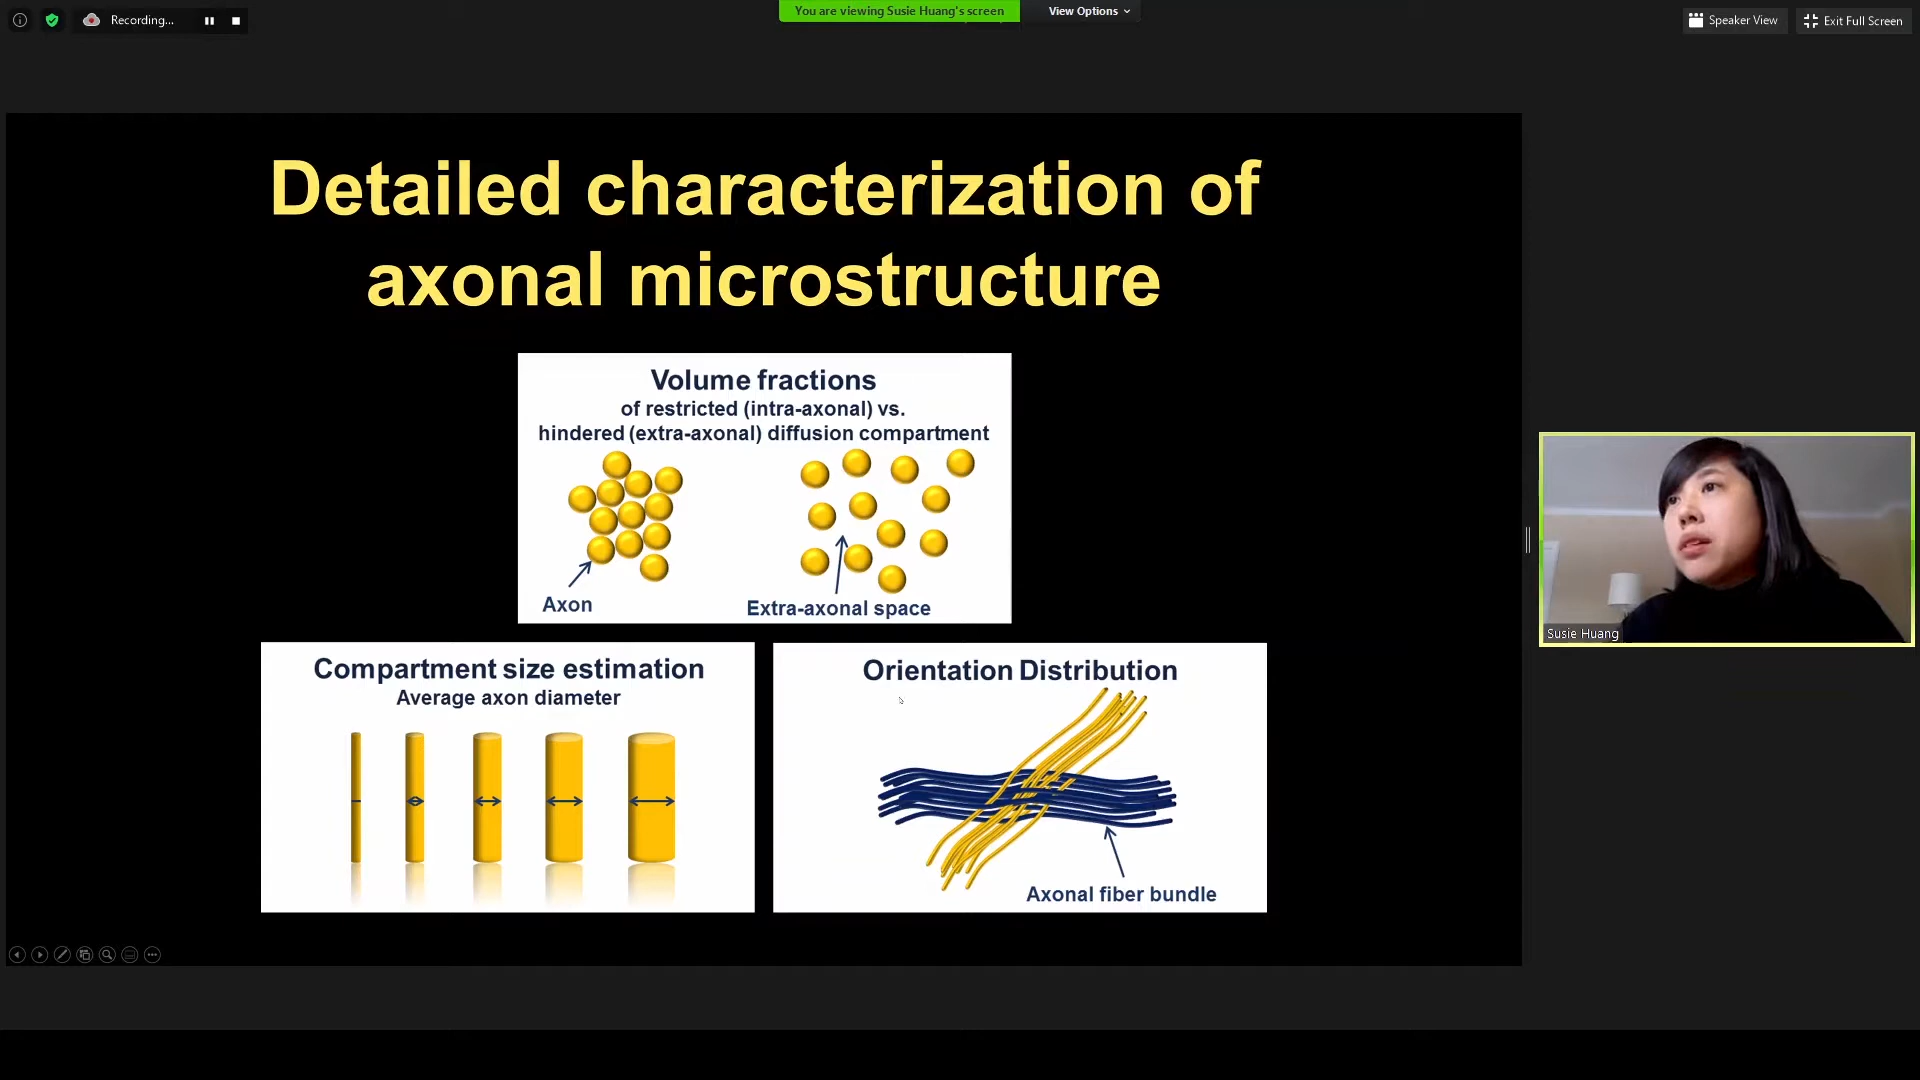 Recording...
You are viewing Susie Huang's screen
View Options
Speaker View
Exit Full Screen
Detailed characterization of
axonal microstructure
Volume fractions
of restricted (intra-axonal) vs.
hindered (extra-axonal) diffusion compartment
Axon
Extra-axonal space
Compartment size estimation
Average axon diameter
Orientation Distribution
Axonal fiber bundle
Susie Huang